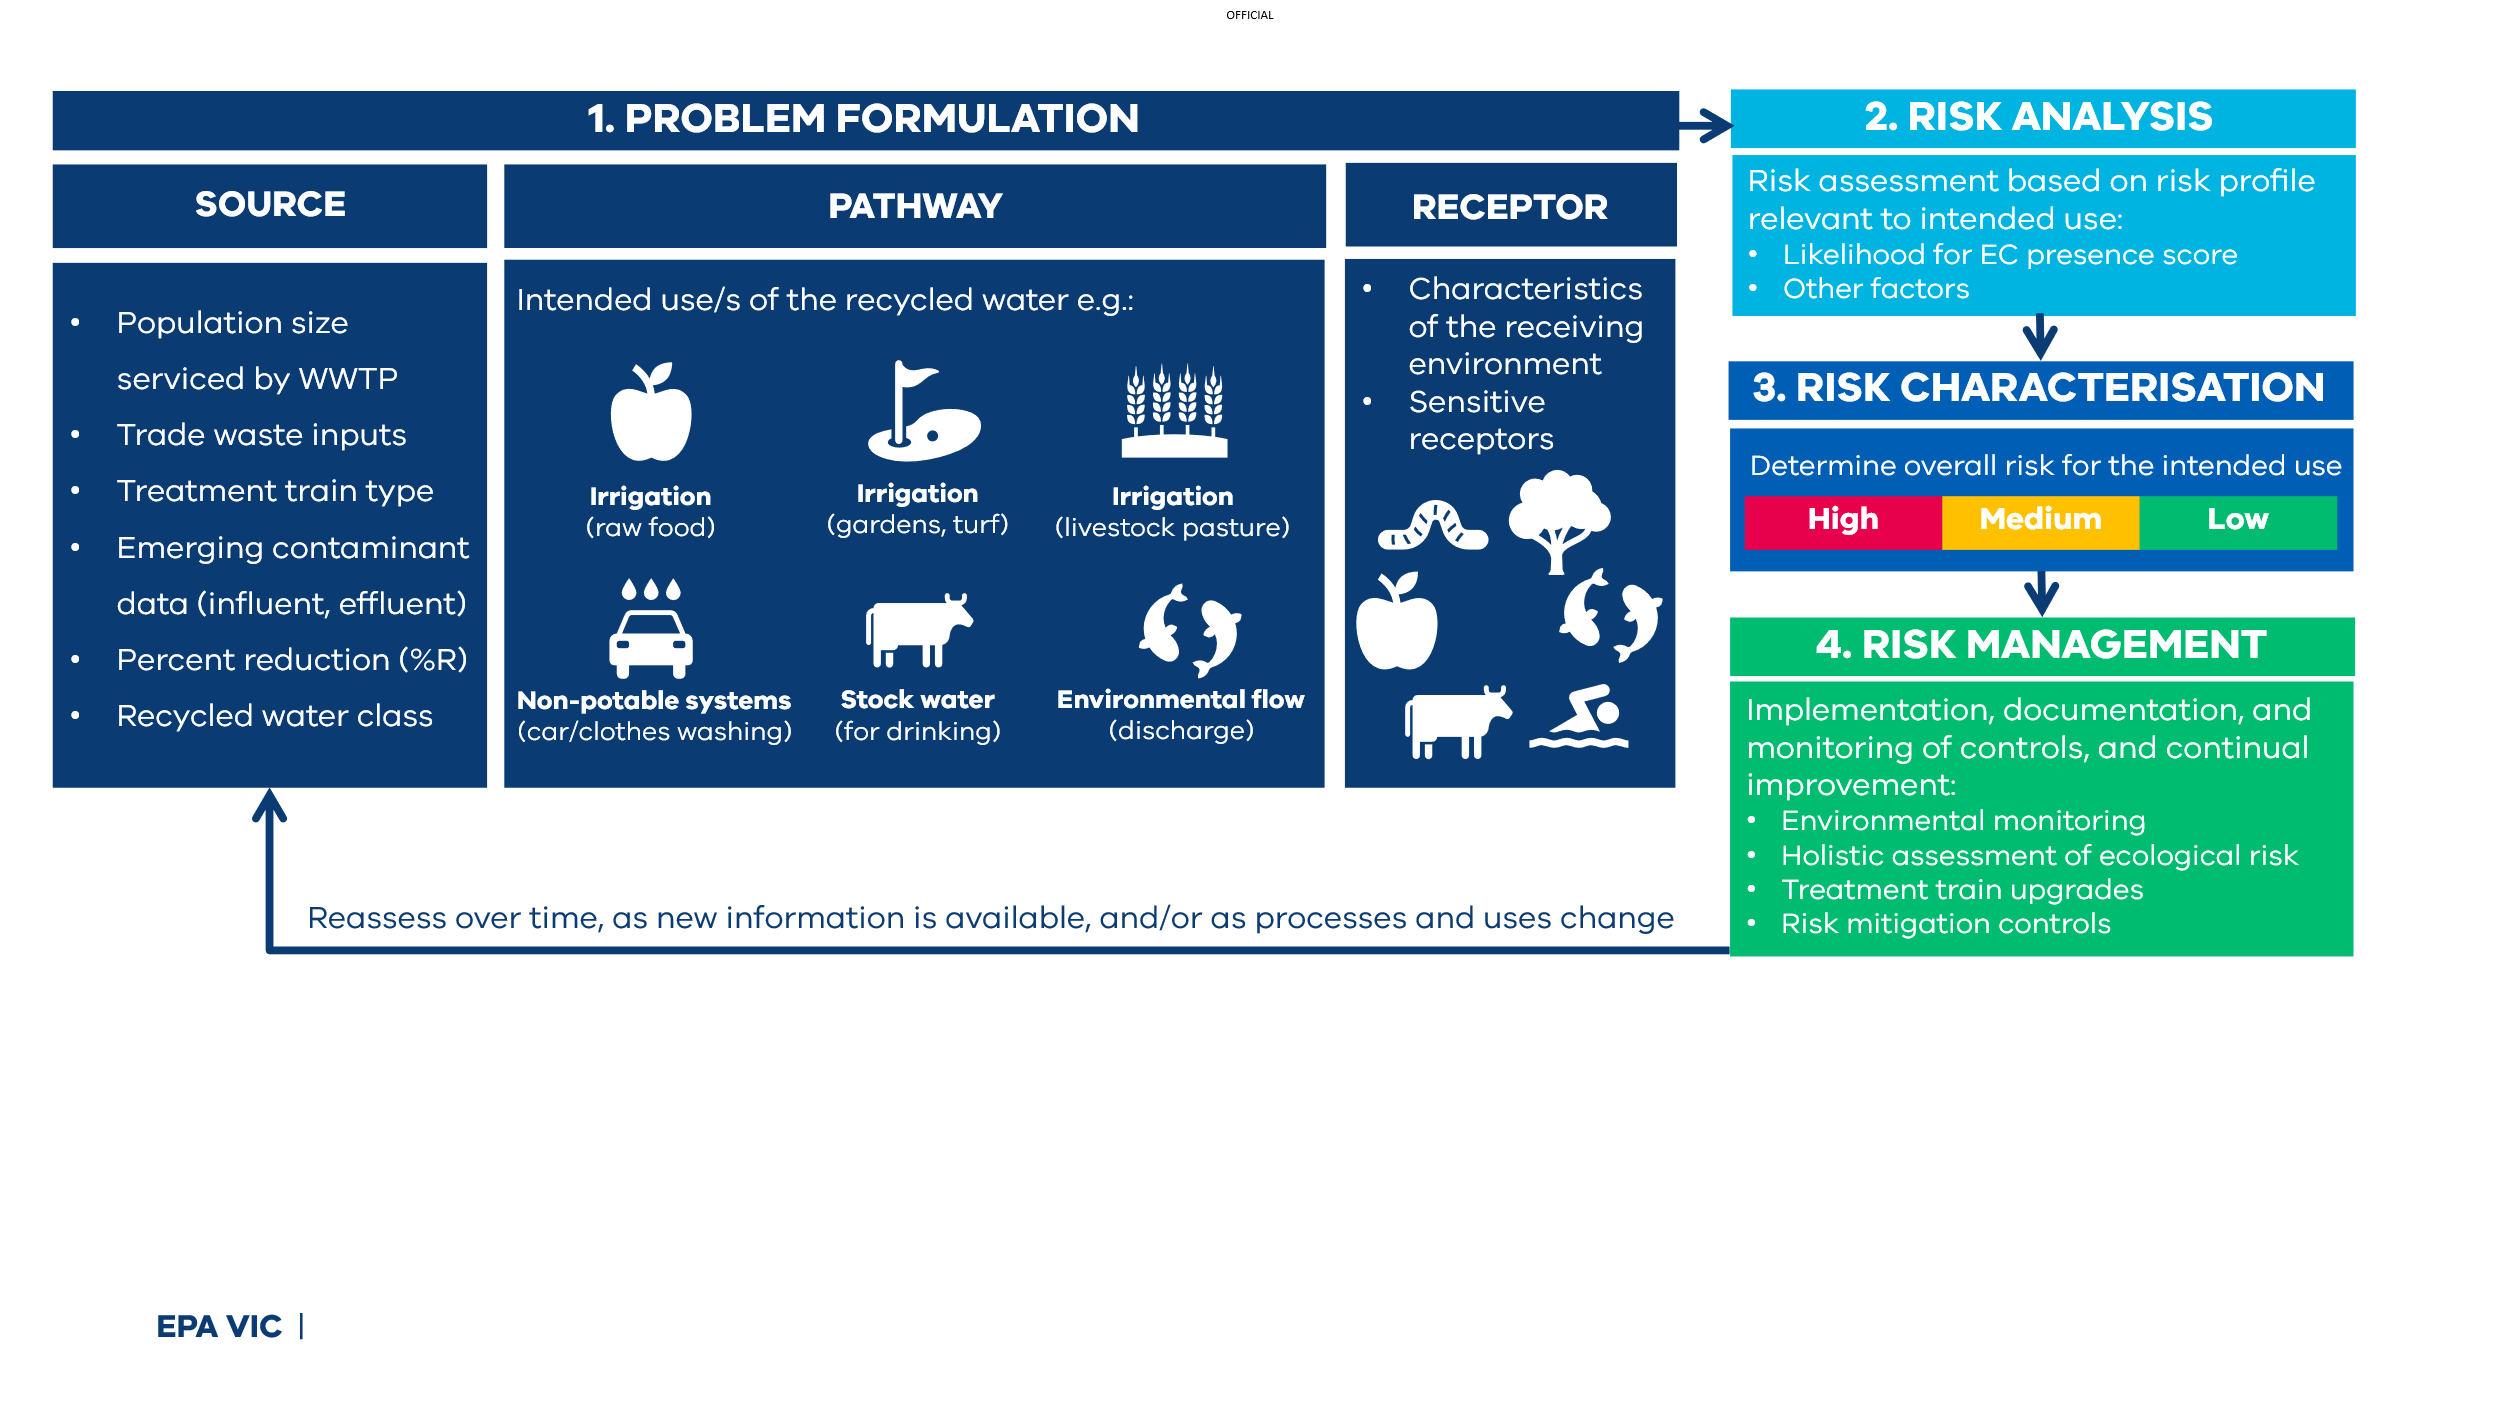 OFFICIAL
1. PROBLEM FORMULATION
SOURCE
• Population size
serviced by WWTP
• Trade waste inputs
• Treatment train type
• Emerging contaminant
data (influent, effluent)
• Percent reduction (%R)
• Recycled water class
PATHWAY
Intended use/s of the recycled water e.g.:
Irrigation
(raw food)
Irrigation
(gardens, turf)
Irrigation
(livestock pasture)
Non-potable systems
(car/clothes washing)
Stock water
(for drinking)
Environmental flow
(discharge)
RECEPTOR
• Characteristics
of the receiving
environment
• Sensitive
receptors
2. RISK ANALYSIS
Risk assessment based on risk profile
relevant to intended use:
• Likelihood for EC presence score
• Other factors
3. RISK CHARACTERISATION
Determine overall risk for the intended use
High Medium Low
4. RISK MANAGEMENT
Implementation, documentation, and
monitoring of controls, and continual
improvement:
• Environmental monitoring
• Holistic assessment of ecological risk
• Treatment train upgrades
• Risk mitigation controls
Reassess over time, as new information is available, and/or as processes and uses change
EPA VIC |